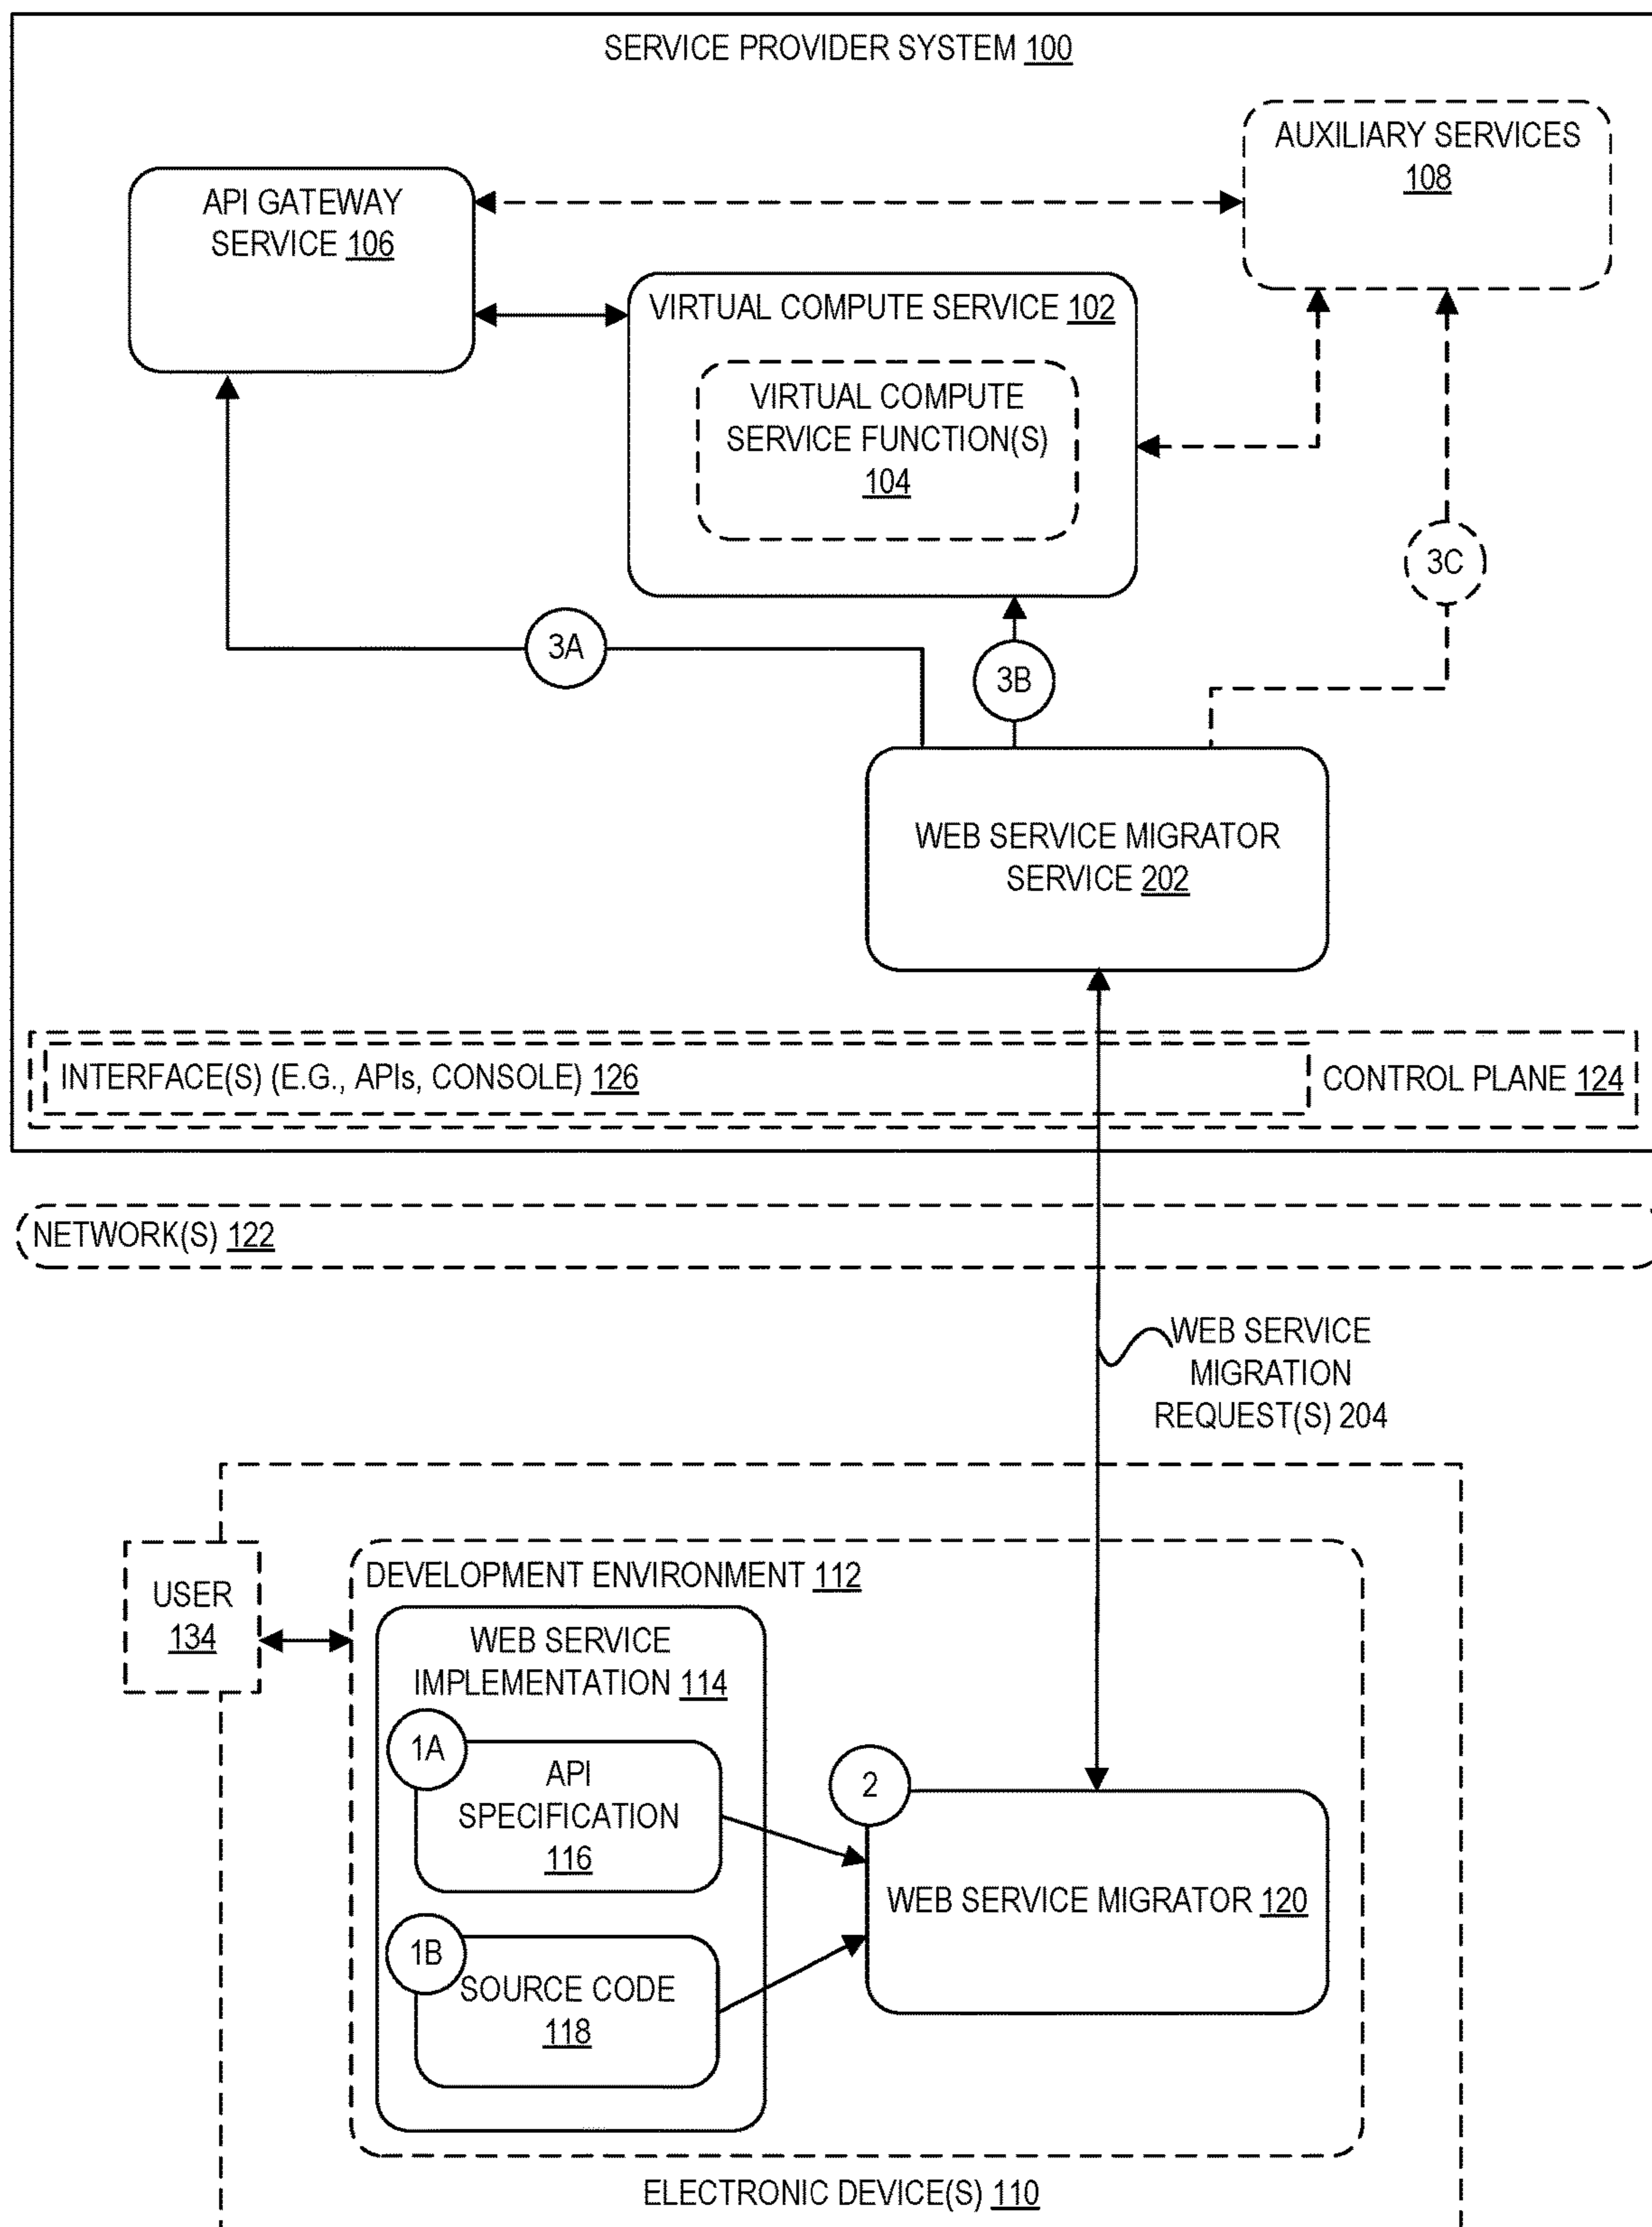 SERVICE PROVIDER SYSTEM 100
AUXILIARY SERVICES
108
API GATEWAY
SERVICE 106
VIRTUAL COMPUTE SERVICE 102
VIRTUAL COMPUTE
SERVICE FUNCTION(S)
104
3C
3A
3B
WEB SERVICE MIGRATOR
SERVICE 202
INTERFACE(S) (E.G., APIs, CONSOLE) 126
CONTROL PLANE 124
NETWORK(S) 122
WEB SERVICE
MIGRATION
REQUEST(S) 204
DEVELOPMENT ENVIRONMENT 112
USER
134
WEB SERVICE
IMPLEMENTATION 114
1A
API
SPECIFICATION
116
2
WEB SERVICE MIGRATOR 120
1B
SOURCE CODE
118
ELECTRONIC DEVICE(S) 110